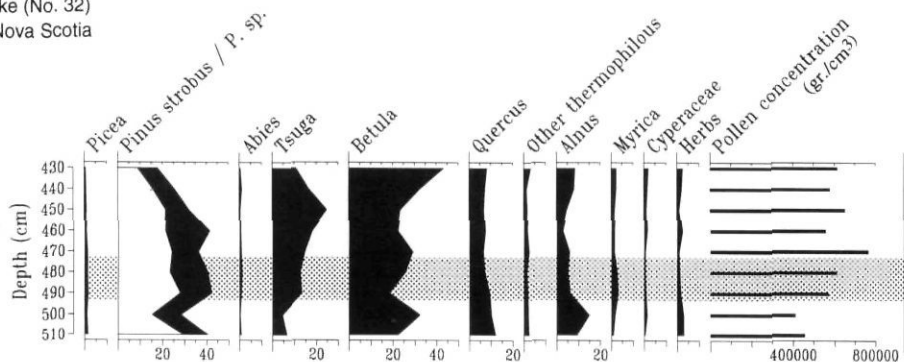 ke (No. 32)
Nova Scotia
Picea
Pinus strobus / P. sp.
Abies
Tsuga
Betula
Quercus
Other thermophilous
Alnus
Myrica
Cyperaceae
Herbs
Pollen concentration
(gr./cm³)
Depth (cm)
430
440
450
460
470
480
490
500
510
20 40 20 20 40 20 20 400000 800000